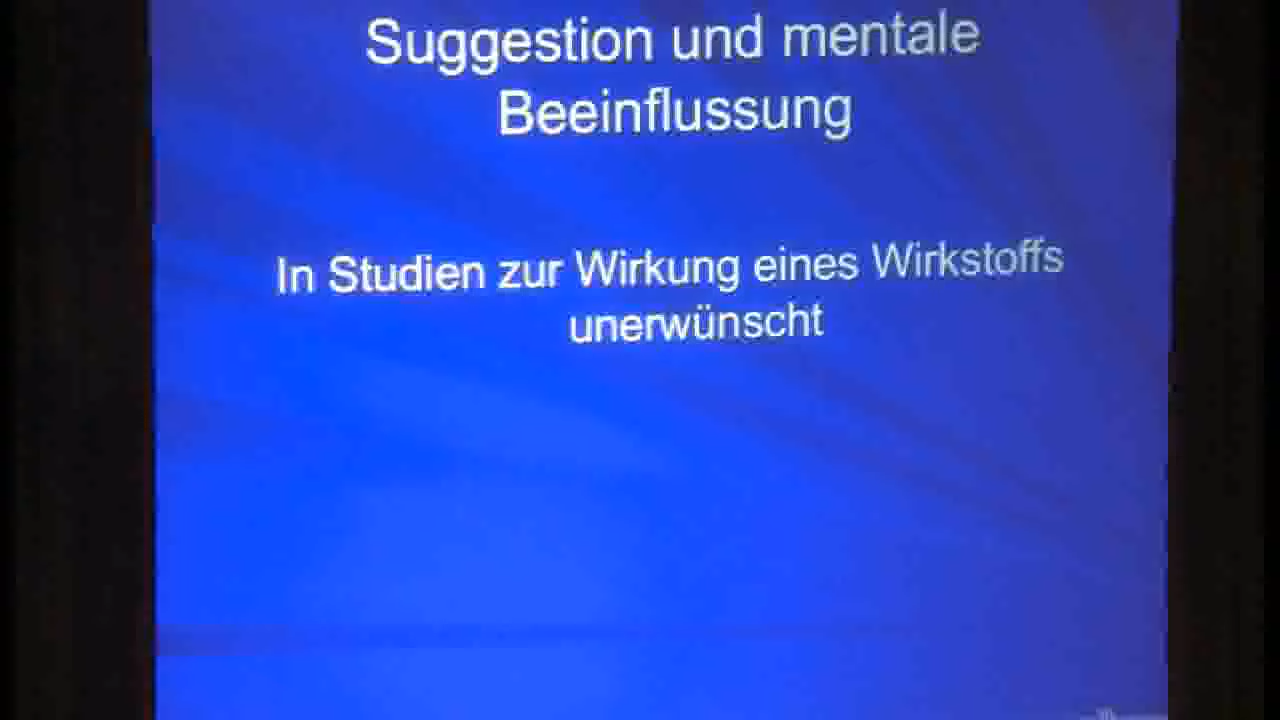 Suggestion und mentale
Beeinflussung
In Studien zur Wirkung eines Wirkstoffs
unerwünscht